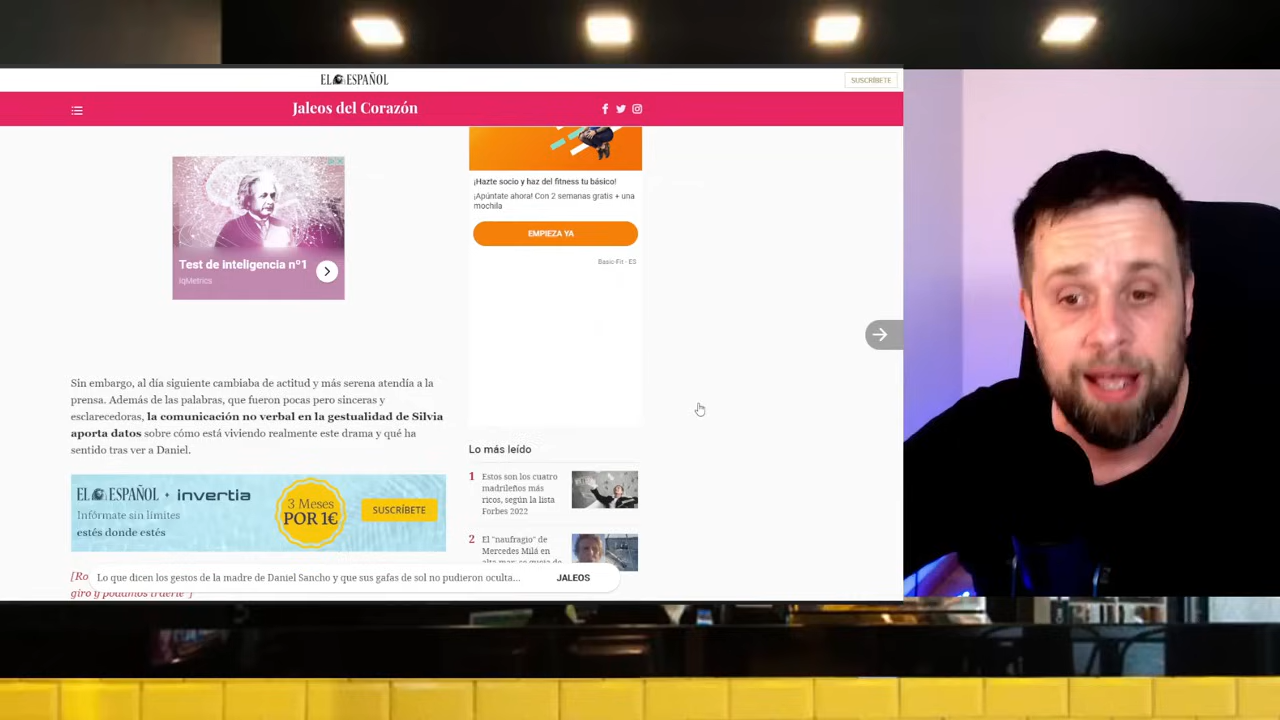 EL ESPAÑOL
SUSCRÍBETE
Jaleos del Corazón
Test de inteligencia nº1
IqMetrics
¡Hazte socio y haz del fitness tu básico!
¡Apúntate ahora! Con 2 semanas gratis + una
mochila
EMPIEZA YA
Basic-Fit - ES
Sin embargo, al día siguiente cambiaba de actitud y más serena atendía a la
prensa. Además de las palabras, que fueron pocas pero sinceras y
esclarecedoras, la comunicación no verbal en la gestualidad de Silvia
aporta datos sobre cómo está viviendo realmente este drama y qué ha
sentido tras ver a Daniel.
EL ESPAÑOL + invertia
Infórmate sin límites
estés donde estés
3 Meses
POR 1€
SUSCRÍBETE
Lo más leído
1 Estos son los cuatro
madrileños más
ricos, según la lista
Forbes 2022
2 El "naufragio" de
Mercedes Milá en
[Ro
Lo que dicen los gestos de la madre de Daniel Sancho y que sus gafas de sol no pudieron oculta...
JALEOS